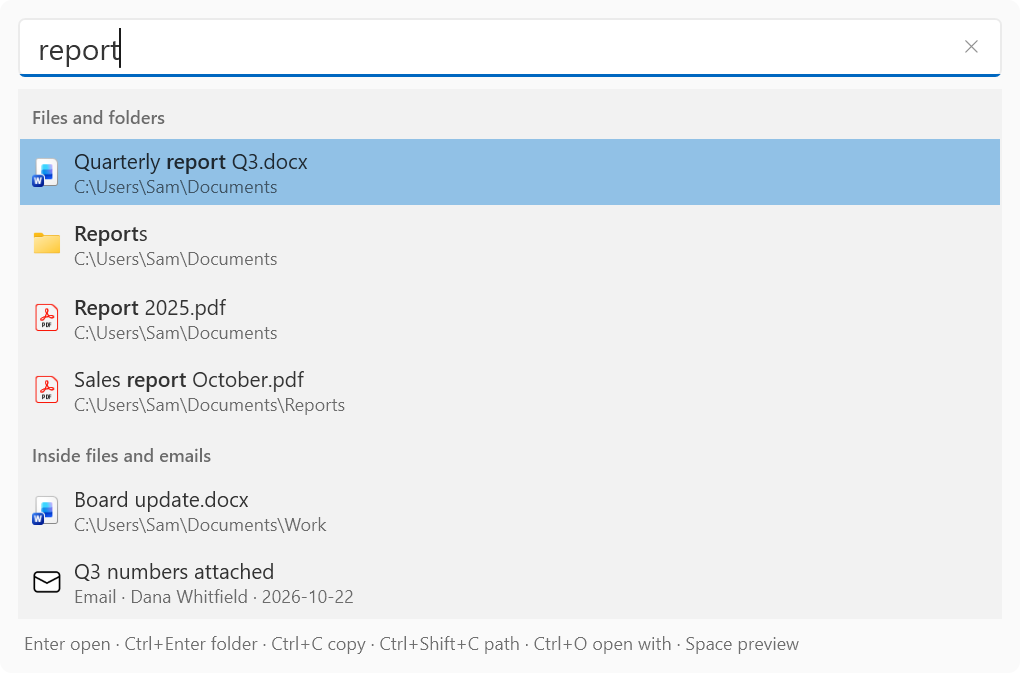 report
Files and folders
Quarterly report Q3.docx
C:\Users\Sam\Documents
Reports
C:\Users\Sam\Documents
Report 2025.pdf
C:\Users\Sam\Documents
Sales report October.pdf
C:\Users\Sam\Documents\Reports
Inside files and emails
Board update.docx
C:\Users\Sam\Documents\Work
Q3 numbers attached
Email · Dana Whitfield · 2026-10-22
Enter open · Ctrl+Enter folder · Ctrl+C copy · Ctrl+Shift+C path · Ctrl+O open with · Space preview